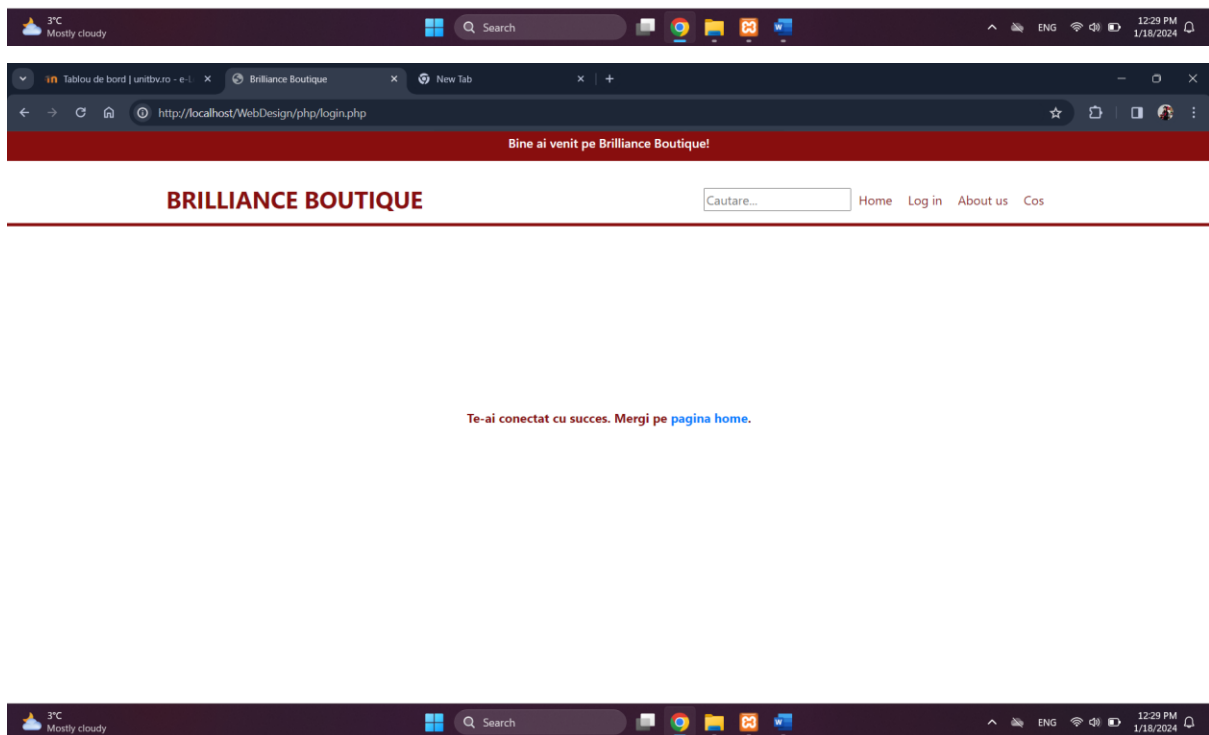 3°C
Mostly cloudy
Search
ENG
12:29 PM
1/18/2024
Tablou de bord | unitbv.ro - e-L
Brilliance Boutique
New Tab
http://localhost/WebDesign/php/login.php
Bine ai venit pe Brilliance Boutique!
BRILLIANCE BOUTIQUE
Cautare...
Home Log in About us Cos
Te-ai conectat cu succes. Mergi pe pagina home.
3°C
Mostly cloudy
Search
ENG
12:29 PM
1/18/2024